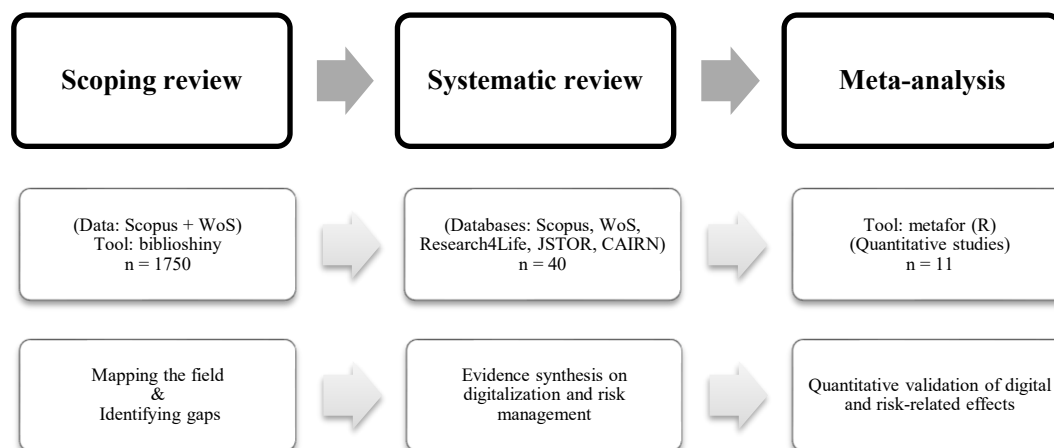 Scoping review
Systematic review
Meta-analysis
(Data: Scopus + WoS)
Tool: biblioshiny
n = 1750
(Databases: Scopus, WoS,
Research4Life, JSTOR, CAIRN)
n = 40
Tool: metafor (R)
(Quantitative studies)
n = 11
Mapping the field
&
Identifying gaps
Evidence synthesis on
digitalization and risk
management
Quantitative validation of digital
and risk-related effects